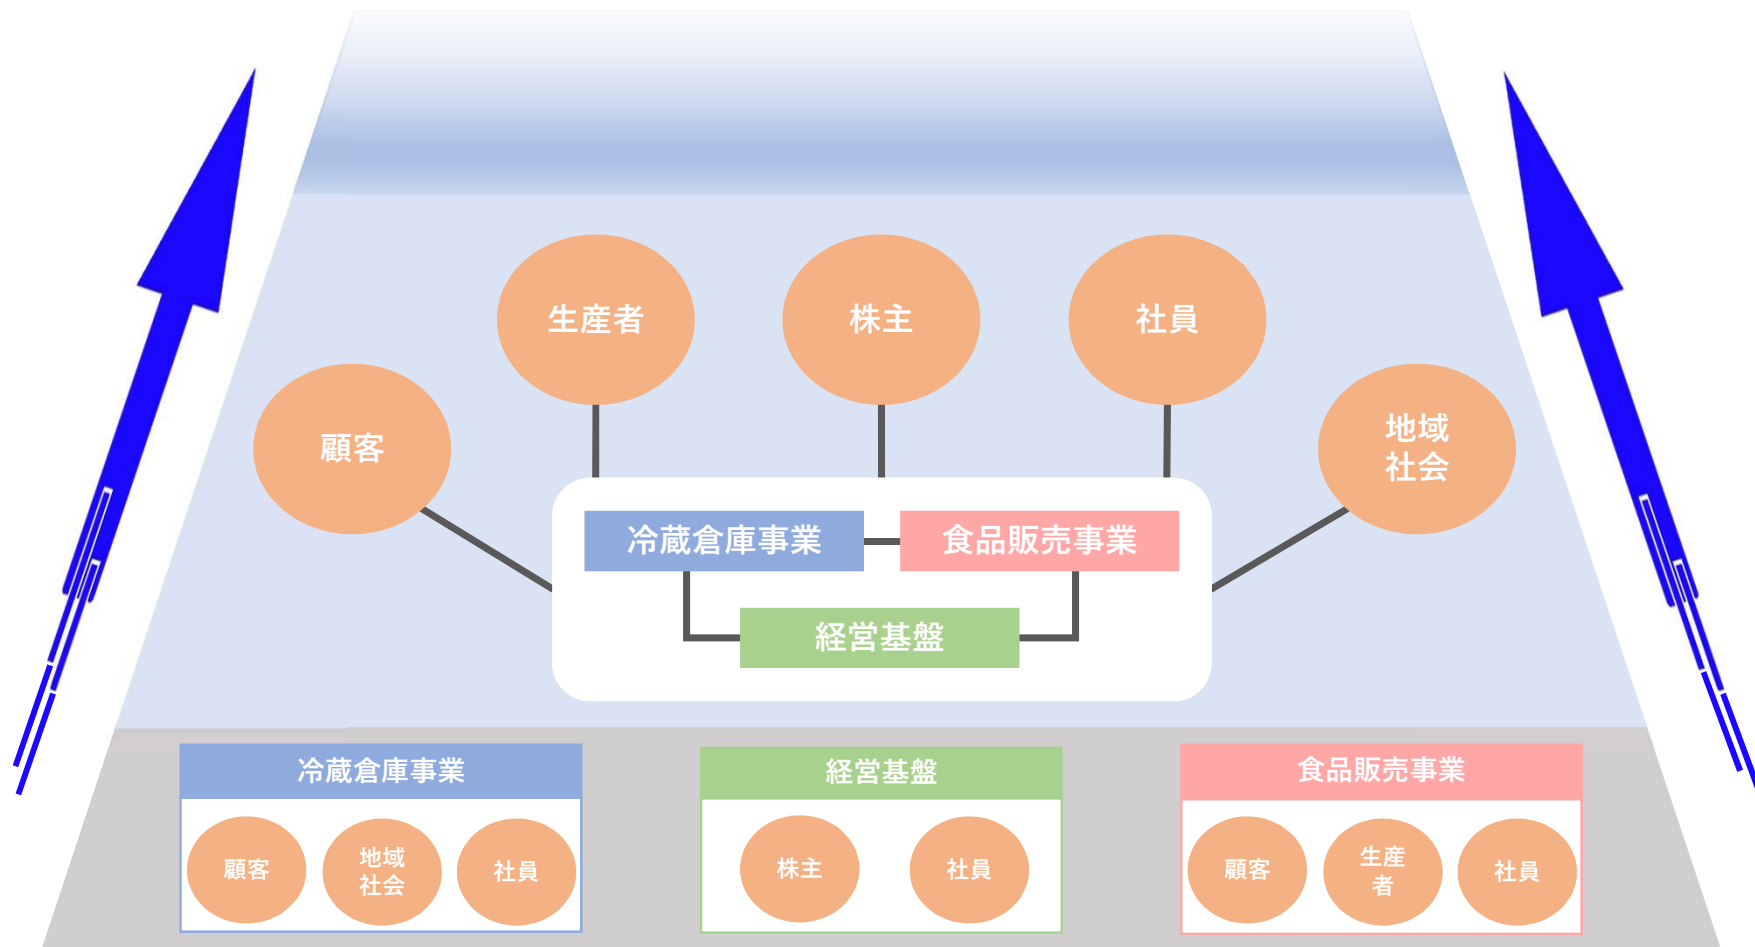 生産者
株主
社員
顧客
地域
社会
冷蔵倉庫事業
食品販売事業
経営基盤
冷蔵倉庫事業
顧客
地域
社会
社員
経営基盤
株主
社員
食品販売事業
顧客
生産
者
社員